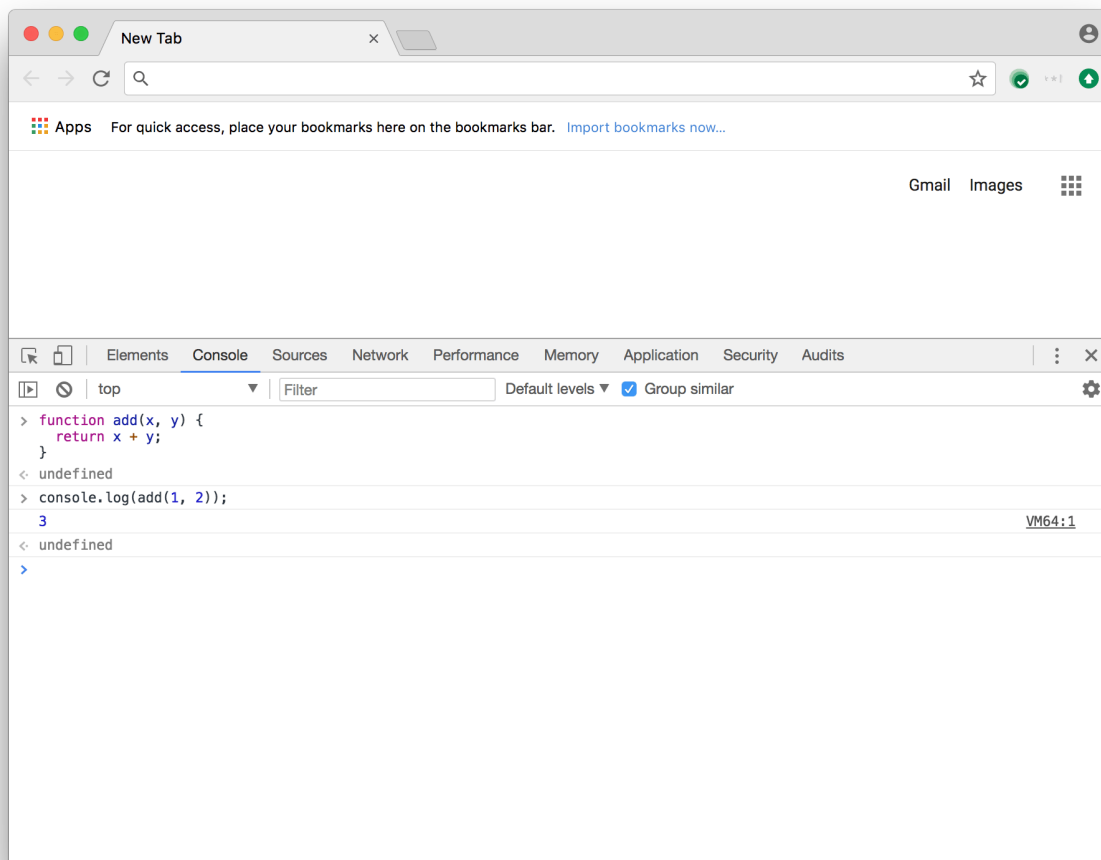 New Tab
Apps For quick access, place your bookmarks here on the bookmarks bar. Import bookmarks now...
Gmail Images
Elements Console Sources Network Performance Memory Application Security Audits
top Filter Default levels Group similar
function add(x, y) {
  return x + y;
}
undefined
console.log(add(1, 2));
3 VM64:1
undefined